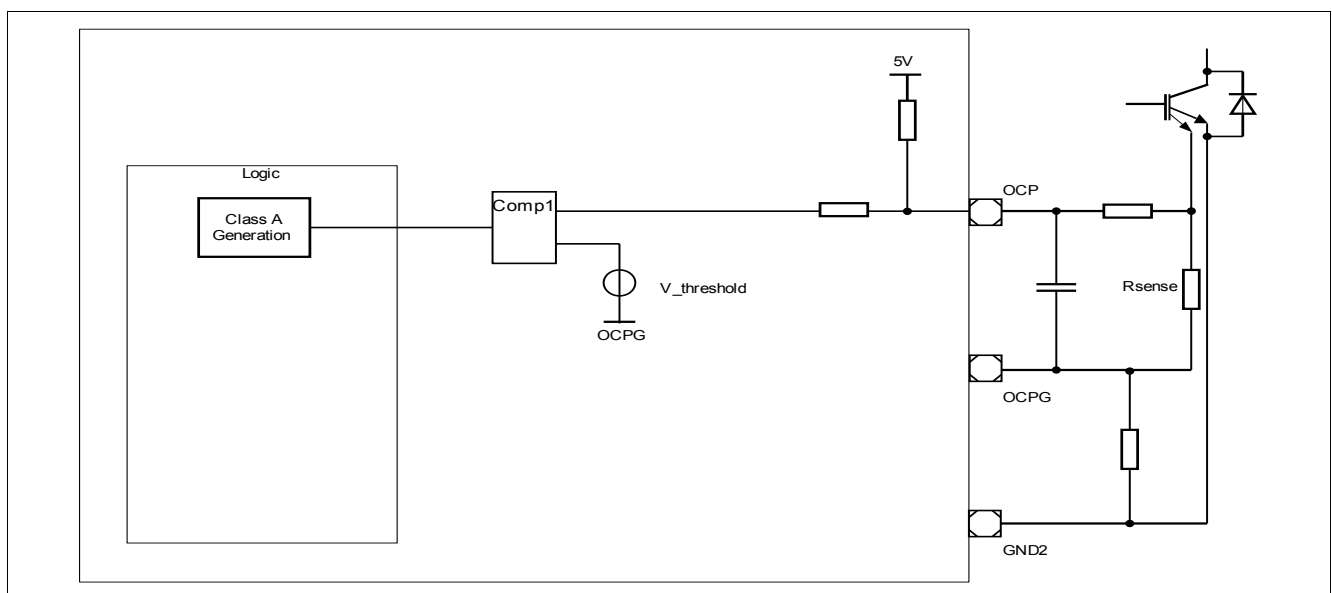 5V
Logic
Class A
Generation
Comp1
OCP
V_threshold
Rsense
OCPG
OCPG
GND2